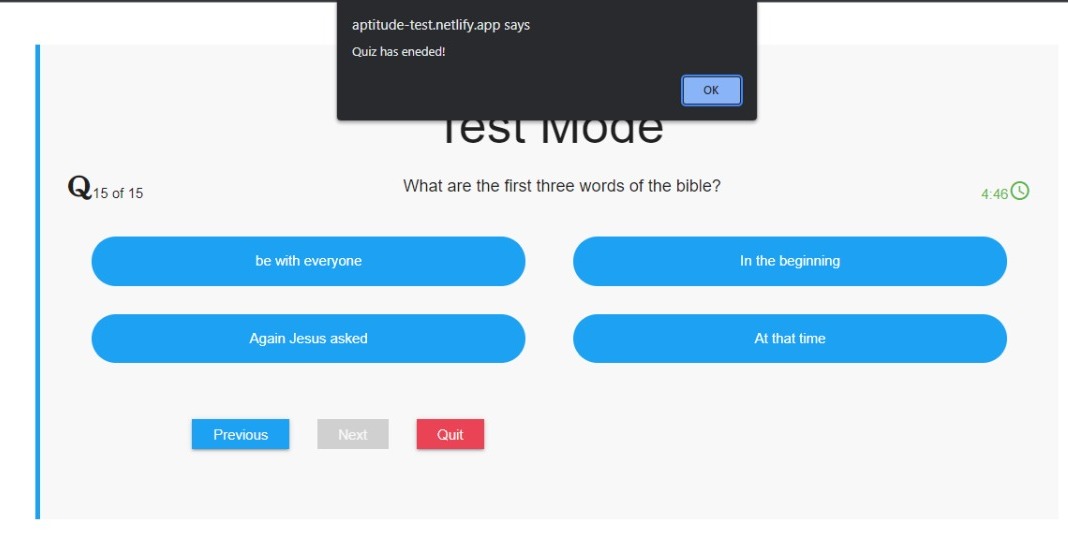 aptitude-test.netlify.app says
Quiz has eneded!
OK
Test Mode
Q15 of 15
What are the first three words of the bible?
4:46
be with everyone
In the beginning
Again Jesus asked
At that time
Previous
Next
Quit